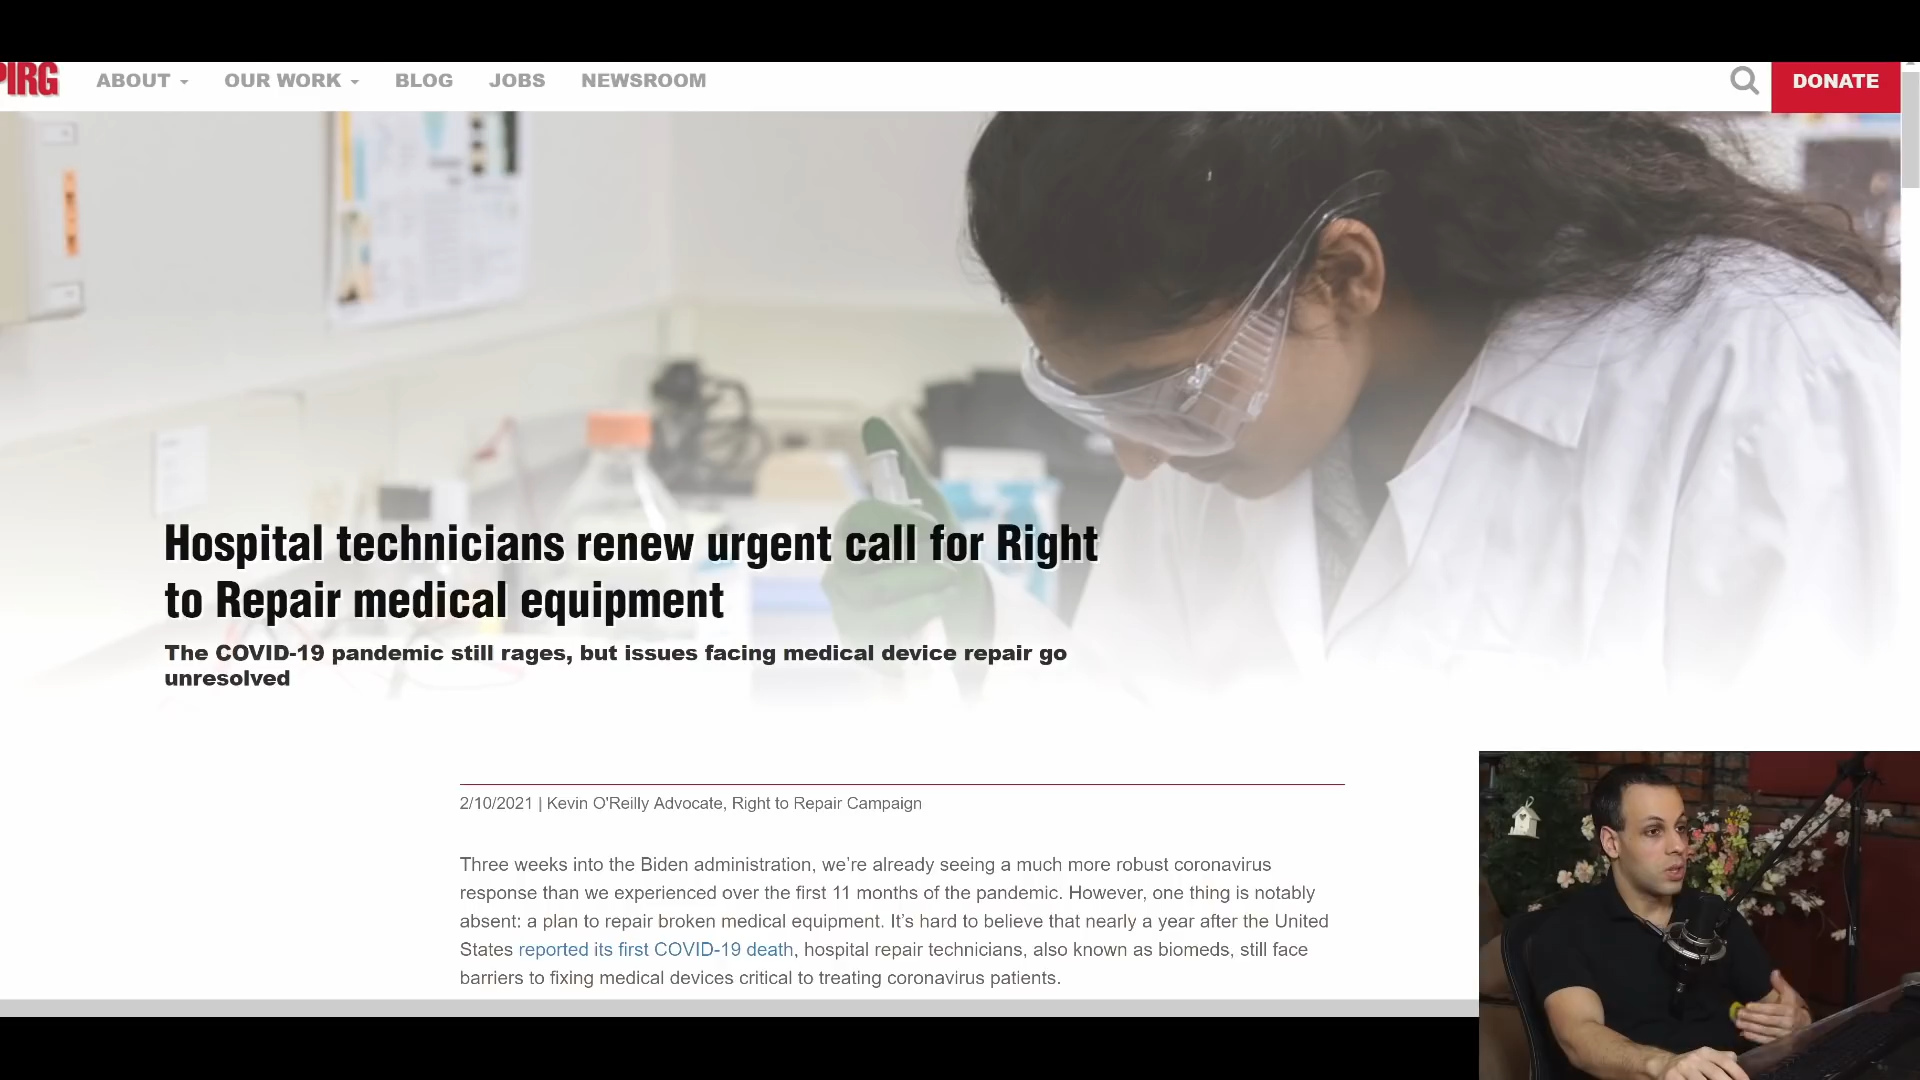 PIRG ABOUT OUR WORK BLOG JOBS NEWSROOM DONATE
Hospital technicians renew urgent call for Right
to Repair medical equipment
The COVID-19 pandemic still rages, but issues facing medical device repair go
unresolved
2/10/2021 | Kevin O'Reilly Advocate, Right to Repair Campaign
Three weeks into the Biden administration, we’re already seeing a much more robust coronavirus
response than we experienced over the first 11 months of the pandemic. However, one thing is notably
absent: a plan to repair broken medical equipment. It’s hard to believe that nearly a year after the United
States reported its first COVID-19 death, hospital repair technicians, also known as biomeds, still face
barriers to fixing medical devices critical to treating coronavirus patients.